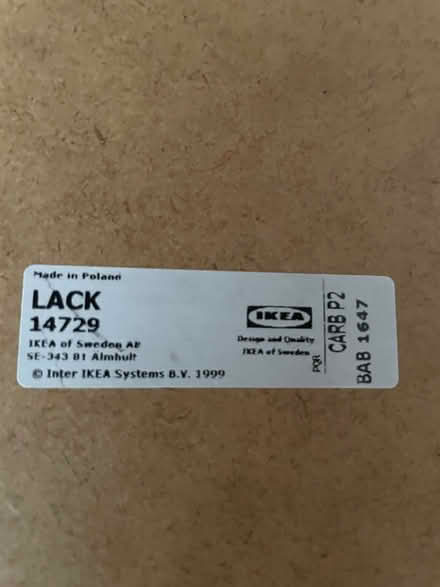 Made in Poland
LACK
14729
IKEA of Sweden AB
SE-343 81 Älmhult
© Inter IKEA Systems B.V. 1999
IKEA
Design and Quality
IKEA of Sweden
PQR
CARB P2
BAB 1647